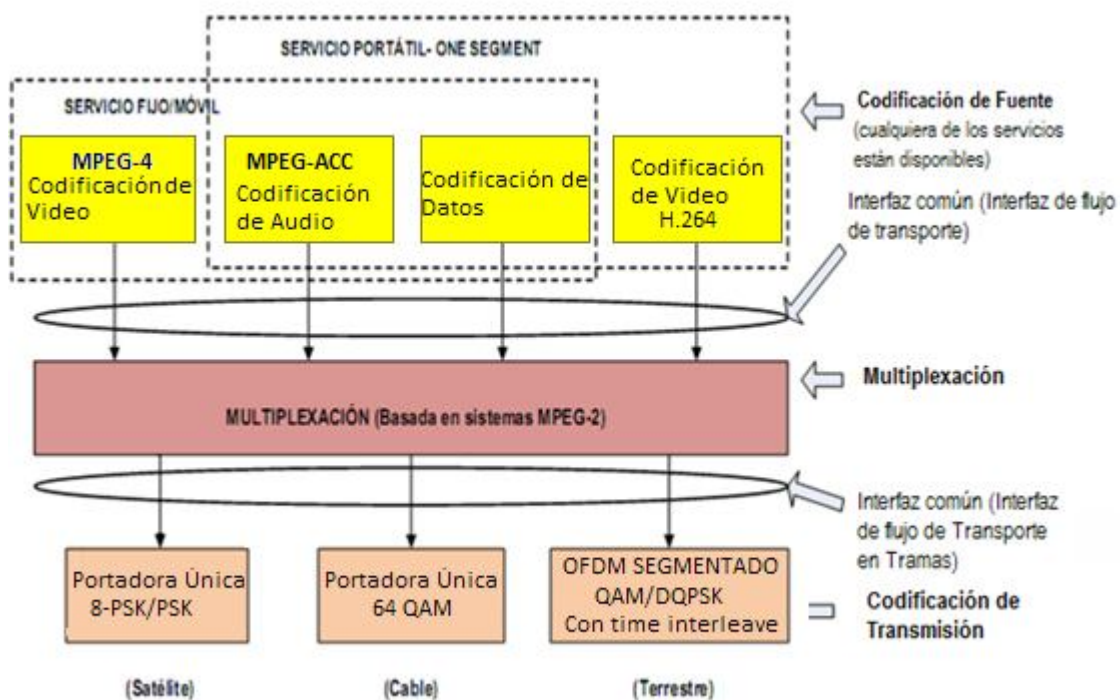 SERVICIO PORTÁTIL- ONE SEGMENT
SERVICIO FIJO/MÓVIL
MPEG-4
Codificación de
Video
MPEG-ACC
Codificación
de Audio
Codificación de
Datos
Codificación
de Video
H.264
Codificación de Fuente
(cualquiera de los servicios
están disponibles)
Interfaz común (Interfaz de flujo
de transporte)
MULTIPLEXACIÓN (Basada en sistemas MPEG-2)
Multiplexación
Interfaz común (Interfaz
de flujo de Transporte
en Tramas)
Portadora Única
8-PSK/PSK
Portadora Única
64 QAM
OFDM SEGMENTADO
QAM/DQPSK
Con time interleave
Codificación de
Transmisión
(Satélite)
(Cable)
(Terrestre)